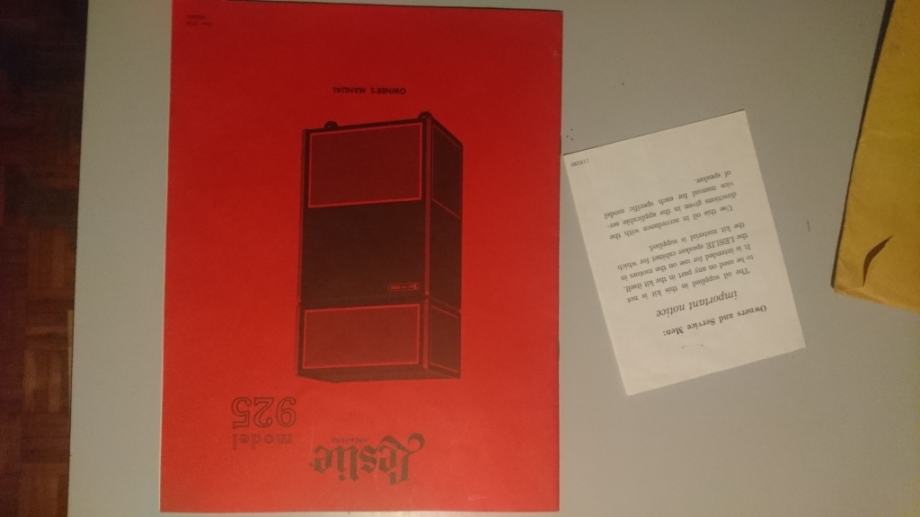 Leslie
model
925
OWNER'S MANUAL
Owners and Service Men:
important notice
The oil supplied in this kit is not
to be used on any part in the kit itself.
It is intended for use on the motors in
the LESLIE speaker cabinet for which
the kit material is supplied.
Use this oil in accordance with the
directions given in the applicable ser-
vice manual for each specific model
of speaker.